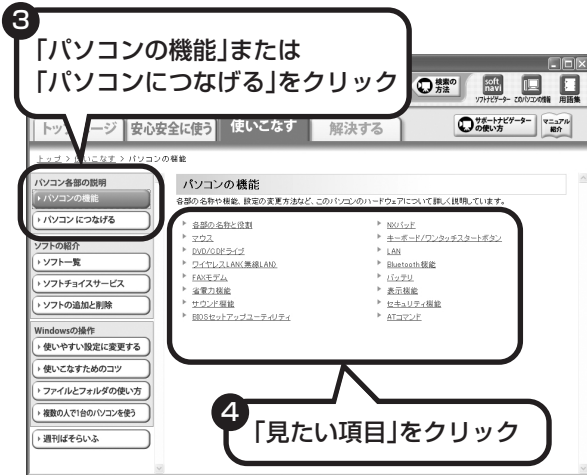 3
「パソコンの機能」または
「パソコンにつなげる」をクリック
検索の方法
soft navi
ソフトナビゲーター
このパソコンの情報
用語集
トッ
ージ
安心安全に使う
使いこなす
解決する
サポートナビゲーターの使い方
マニュアル紹介
トップ > 使いこなす > パソコンの機能
パソコン各部の説明
パソコンの機能
パソコンにつなげる
ソフトの紹介
ソフト一覧
ソフトチョイスサービス
ソフトの追加と削除
Windowsの操作
使いやすい設定に変更する
使いこなすためのコツ
ファイルとフォルダの使い方
複数の人で1台のパソコンを使う
週刊ぱそらいふ
パソコンの機能
各部の名称や機能、設定の変更方法など、このパソコンのハードウェアについて詳しく説明しています。
各部の名称と役割
マウス
DVD/CDドライブ
ワイヤレスLAN(無線LAN)
FAXモデム
省電力機能
サウンド機能
BIOSセットアップユーティリティ
NXパッド
キーボード/ワンタッチスタートボタン
LAN
Bluetooth機能
バッテリ
表示機能
セキュリティ機能
ATコマンド
4
「見たい項目」をクリック